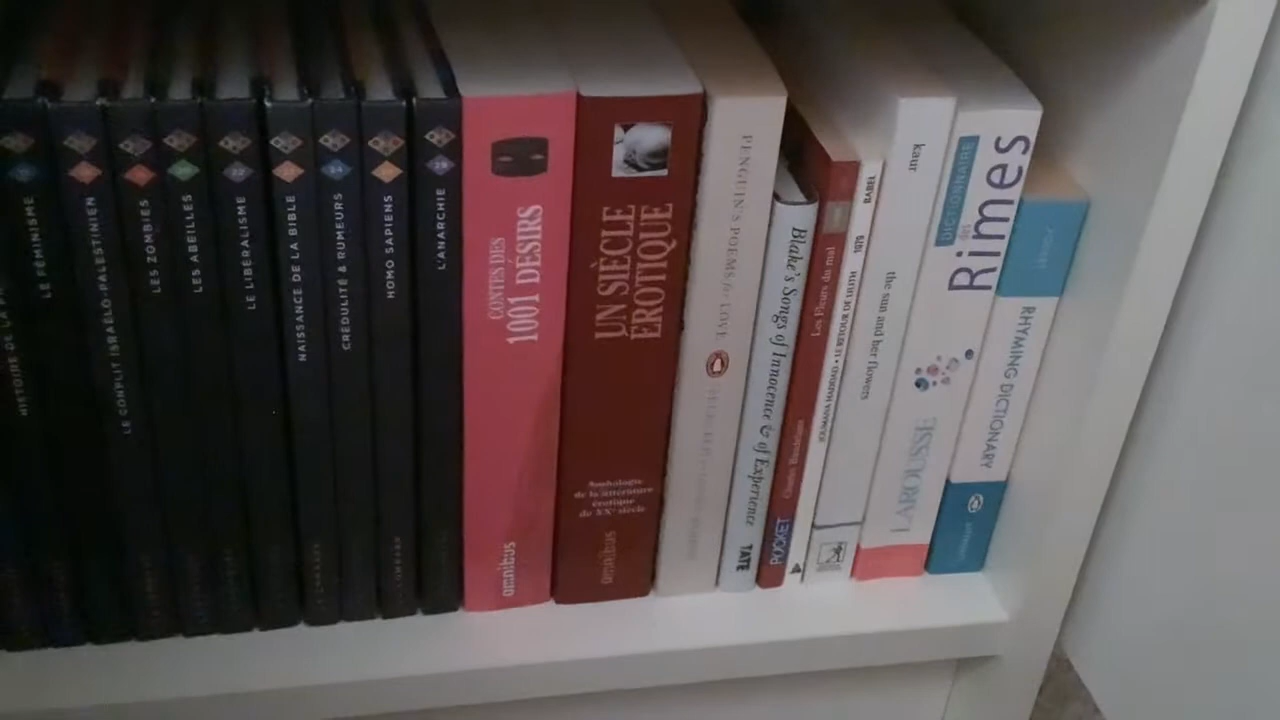 LE FÉMINISME
LE CONFLIT ISRAÉLO-PALESTINIEN
LES ZOMBIES
LES ABEILLES
LE LIBÉRALISME
NAISSANCE DE LA BIBLE
CRÉDULITÉ & RUMEURS
HOMO SAPIENS
L'ANARCHIE
CONTES DES
1001 DÉSIRS
omnibus
UN SIÈCLE
ÉROTIQUE
Anthologie
de la littérature
érotique
du XXe siècle
omnibus
PENGUIN'S POEMS for LOVE
Blake's Songs of Innocence & of Experience
TATE
Les Fleurs du mal
Charles Baudelaire
POCKET
BABEL
1079
kaur
the sun and her flowers
DICTIONNAIRE
DES
Rimes
LAROUSSE
RHYMING DICTIONARY